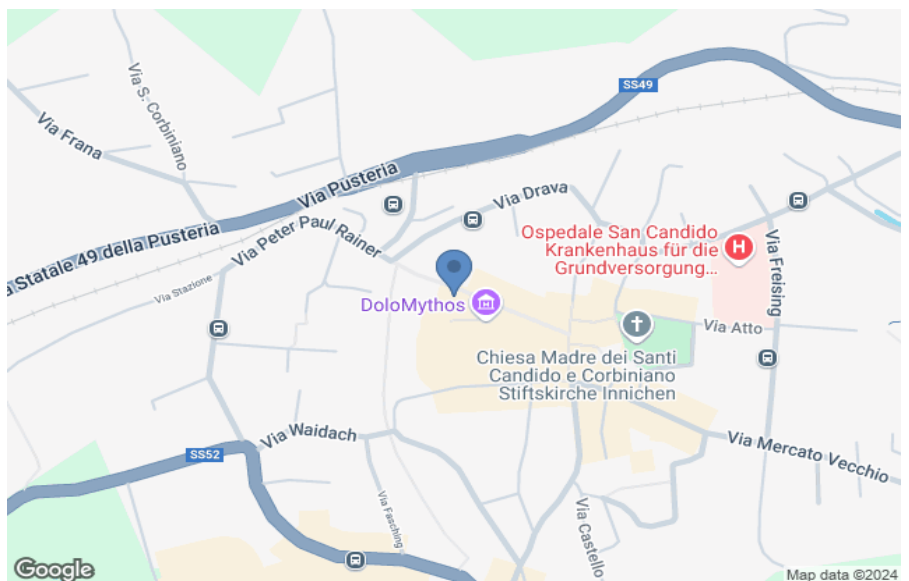 SS49
Via S. Corbiniano
Via Frana
Via Pusteria
Via Drava
Statale 49 della Pusteria
Via Peter Paul Rainer
Via Stazione
Ospedale San Candido
Krankenhaus für die
Grundversorgung...
H
Via Freising
DoloMythos
Via Atto
Chiesa Madre dei Santi
Candido e Corbiniano
Stiftskirche Innichen
Via Waidach
SS52
Via Mercato Vecchio
Via Fasching
Via Castello
Google
Map data ©2024